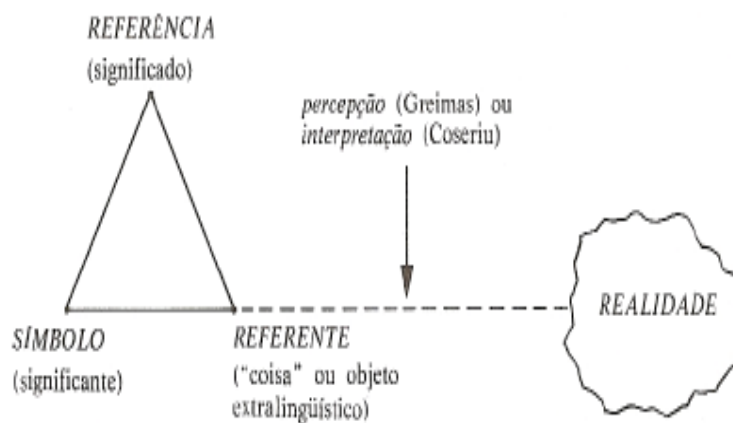 REFERÊNCIA
(significado)
percepção (Greimas) ou
interpretação (Coseriu)
SÍMBOLO
(significante)
REFERENTE
("coisa" ou objeto
extralingüístico)
REALIDADE